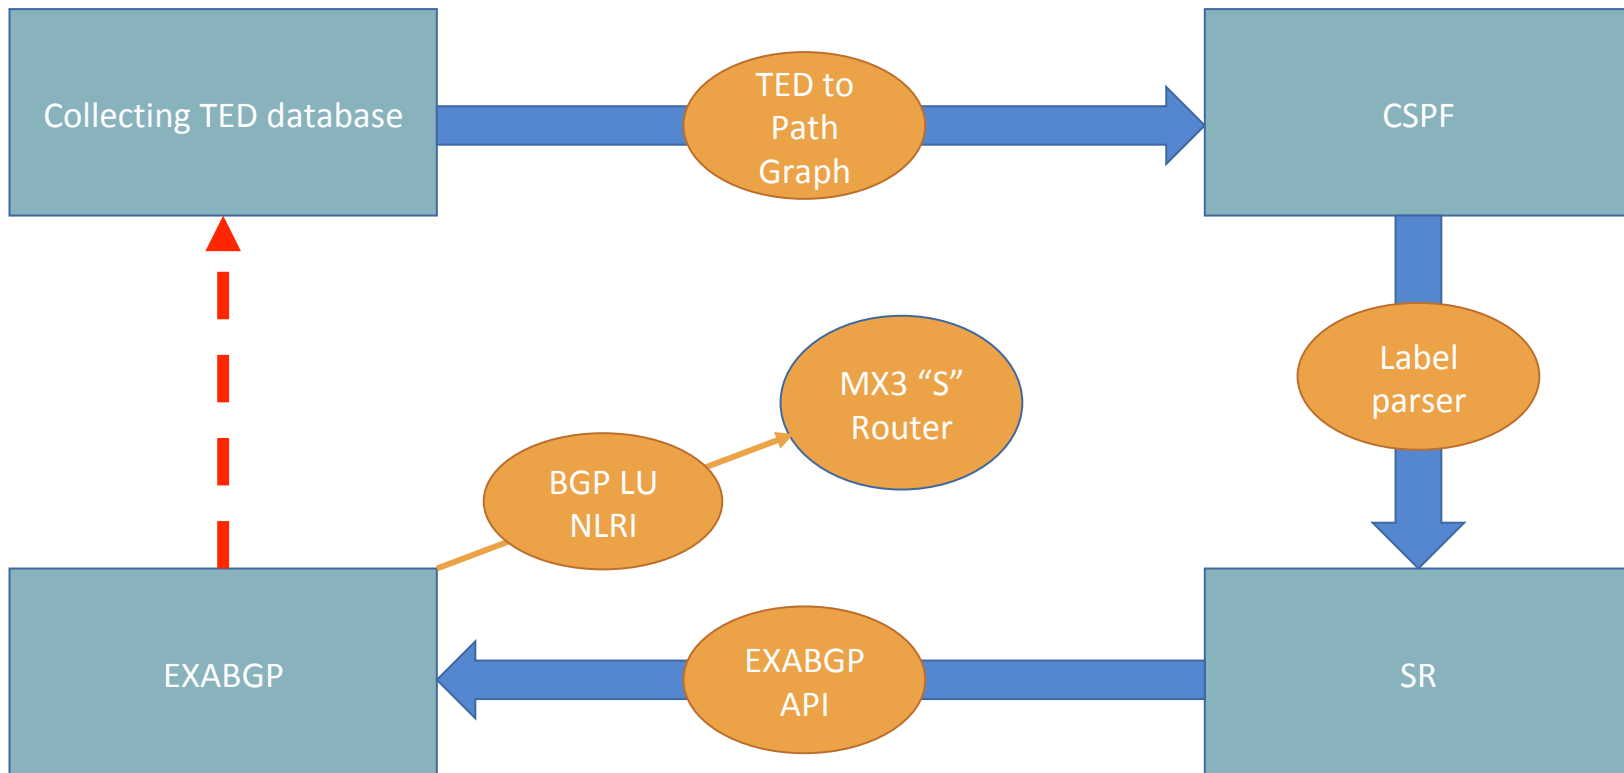 Collecting TED database
TED to
Path
Graph
CSPF
MX3 “S”
Router
Label
parser
BGP LU
NLRI
EXABGP
EXABGP
API
SR